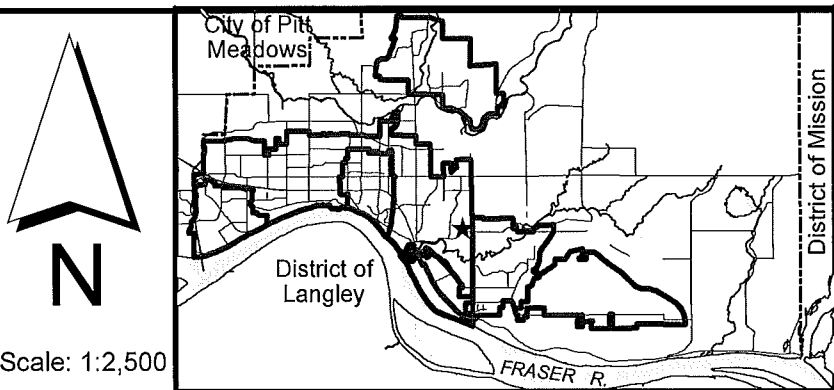 City of Pitt
Meadows
District of Mission
District of
Langley
N
Scale: 1:2,500
FRASER R.